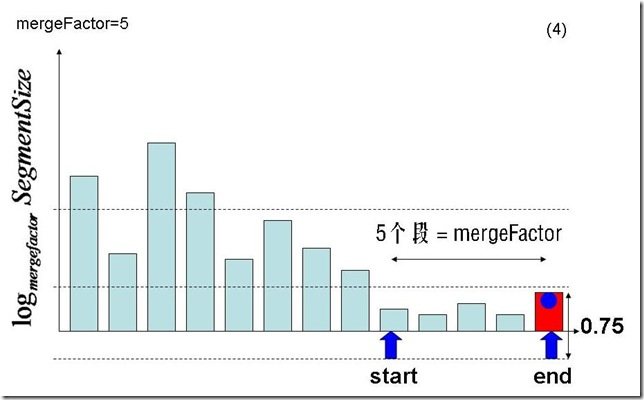 mergeFactor=5
(4)
log mergefactor SegmentSize
5个段 = mergeFactor
0.75
start
end